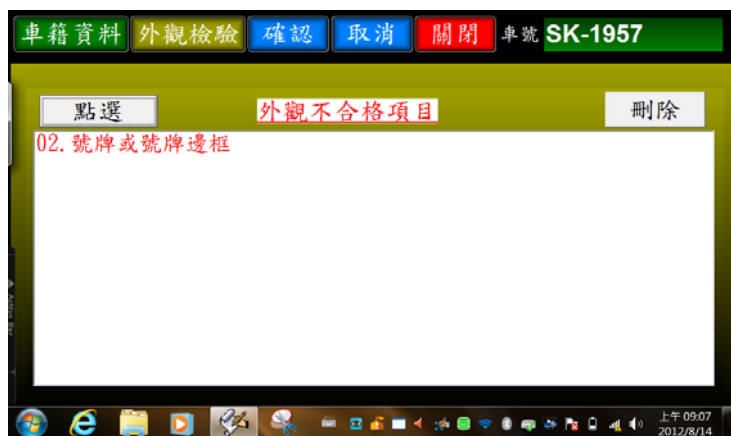 車籍資料 外觀檢驗 確認 取消 關閉 車號 SK-1957
點選 外觀不合格項目 刪除
02. 號牌或號牌邊框
Action Bar
上午 09:07
2012/8/14